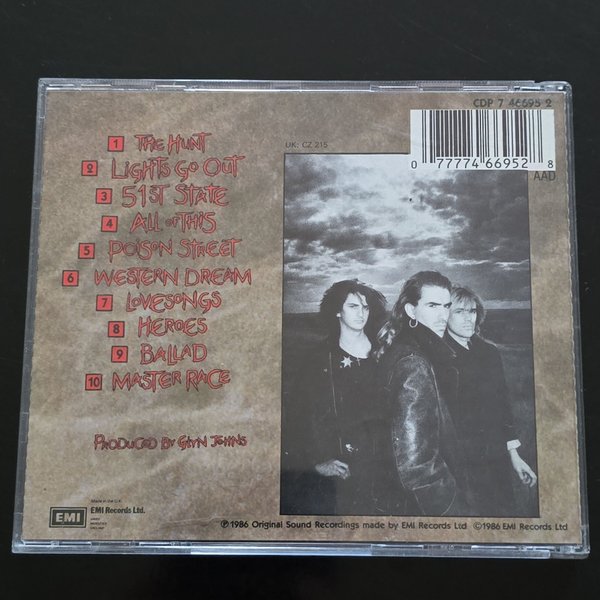 CDP 7 46695 2
0 77774 66952 8
AAD
UK: CZ 215
1 THE HUNT
2 LIGHTS GO OUT
3 51ST STATE
4 ALL OF THIS
5 POISON STREET
6 WESTERN DREAM
7 LOVESONGS
8 HEROES
9 BALLAD
10 MASTER RACE
PRODUCED BY GLYN JOHNS
Made in the U.K.
EMI
EMI Records Ltd.
℗1986 Original Sound Recordings made by EMI Records Ltd ©1986 EMI Records Ltd